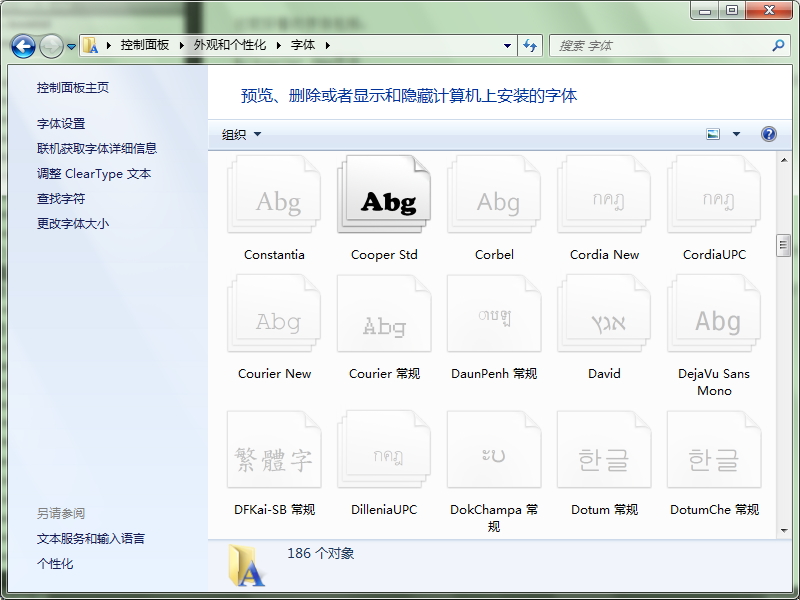 控制面板 外观和个性化 字体
搜索 字体
控制面板主页
字体设置
联机获取字体详细信息
调整 ClearType 文本
查找字符
更改字体大小
另请参阅
文本服务和输入语言
个性化
预览、删除或者显示和隐藏计算机上安装的字体
组织
Abg Abg Abg กคฎ กคฎ
Constantia Cooper Std Corbel Cordia New CordiaUPC
Abg Abg אבגץ Abg
Courier New Courier 常规 DaunPenh 常规 David DejaVu Sans
Mono
繁體字 กคฎ 한글 한글
DFKai-SB 常规 DilleniaUPC DokChampa 常 Dotum 常规 DotumChe 常规
规
186 个对象